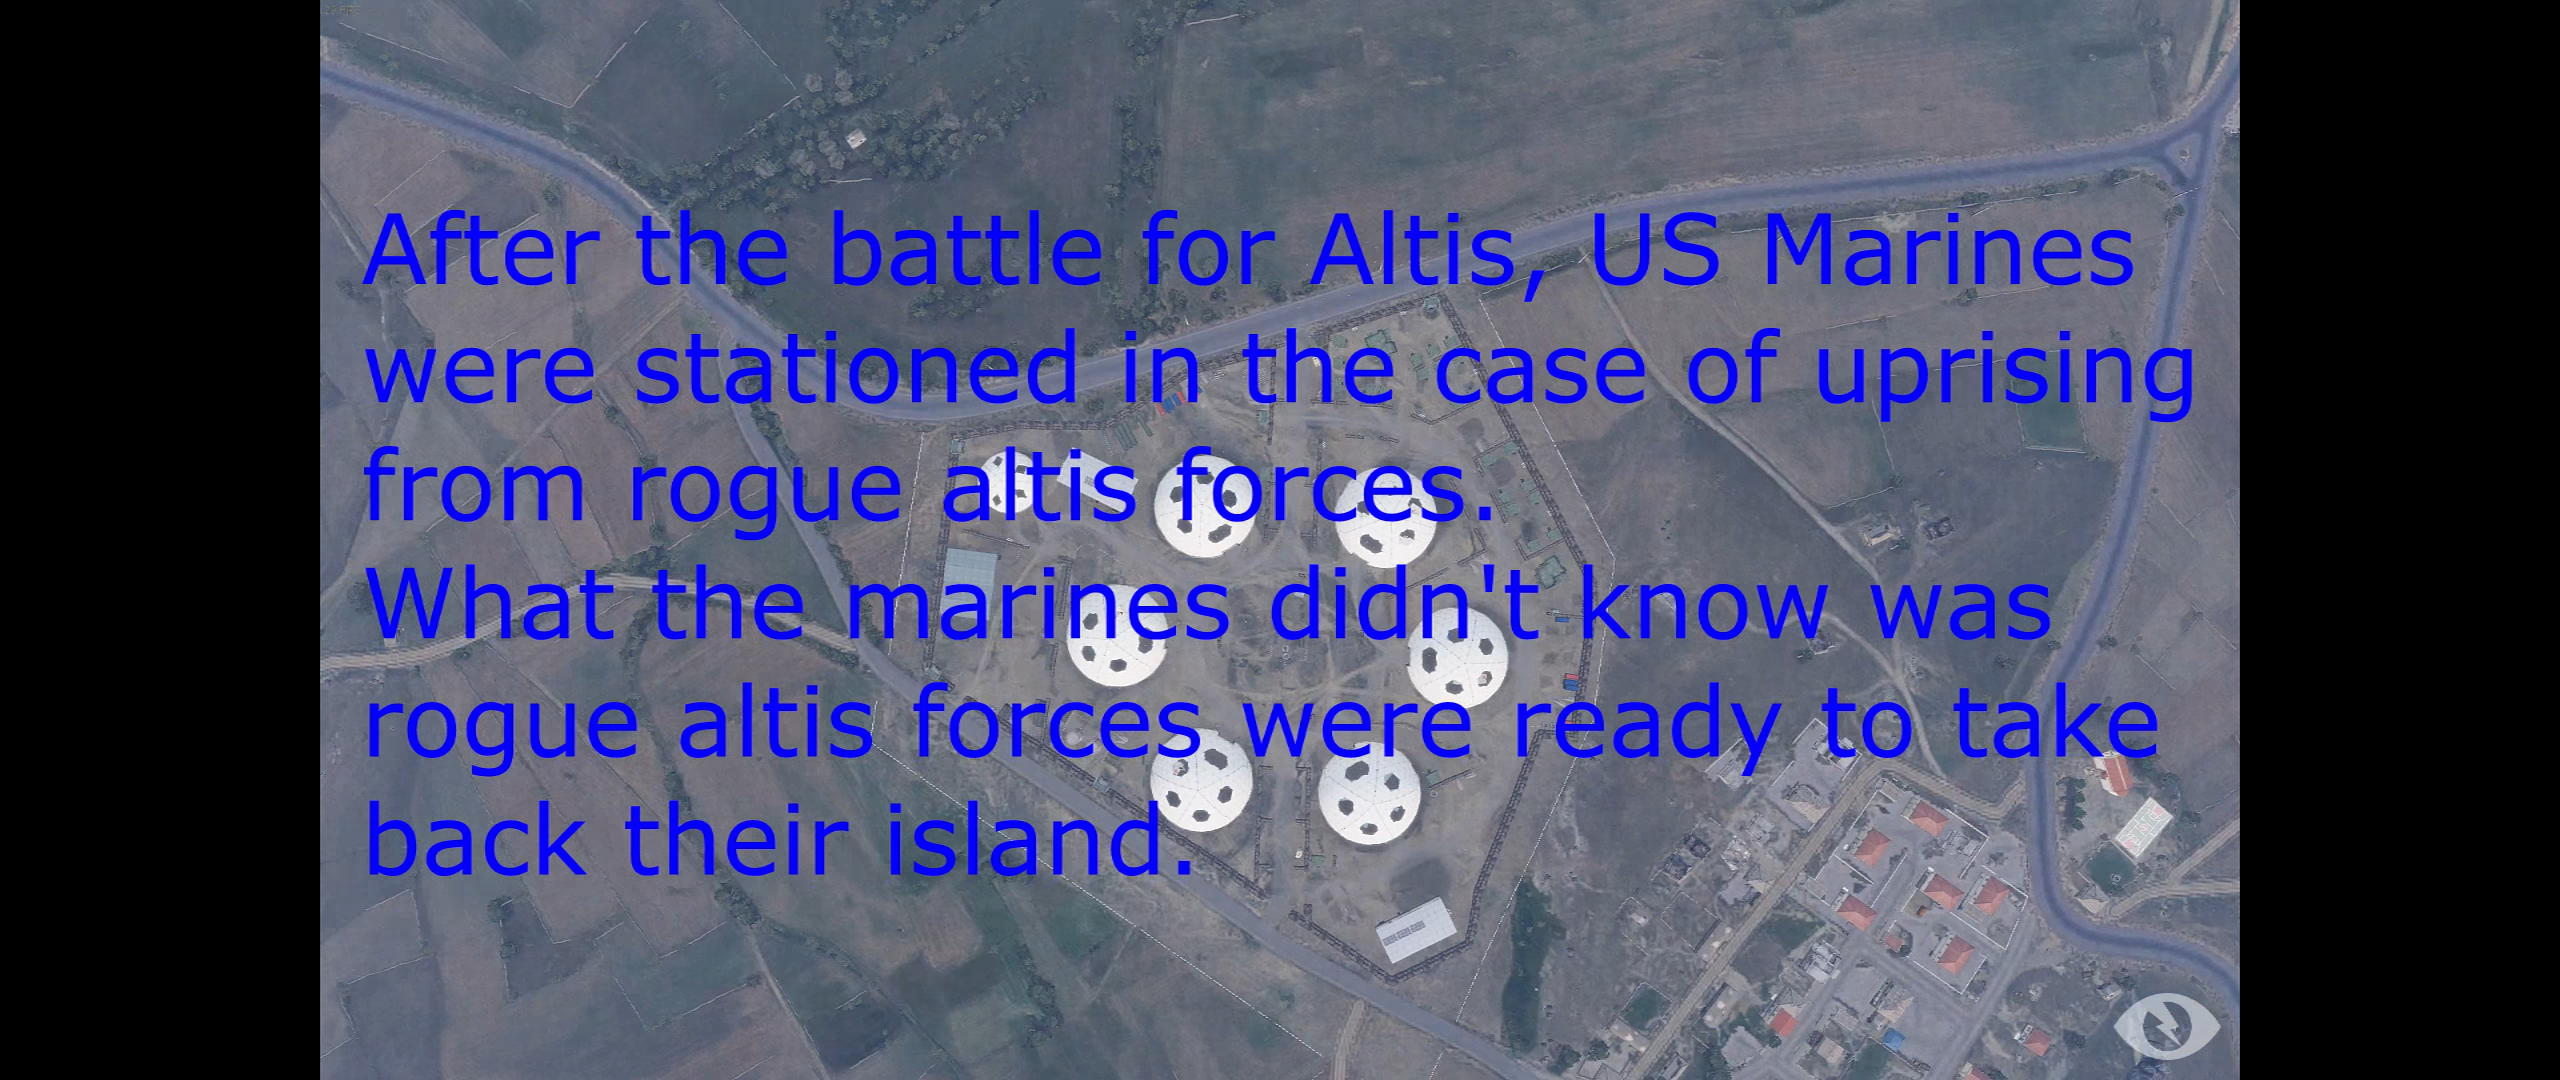 After the battle for Altis, US Marines
were stationed in the case of uprising
from rogue altis forces.
What the marines didn't know was
rogue altis forces were ready to take
back their island.